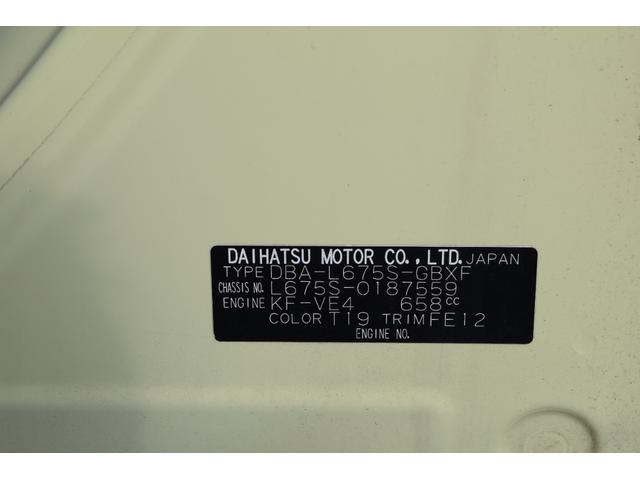 DAIHATSU MOTOR CO.,LTD. JAPAN
TYPE DBA-L675S-GBXF
CHASSIS NO. L675S-0187559
ENGINE KF-VE4 658cc
COLOR T19 TRIM FE12
ENGINE NO.